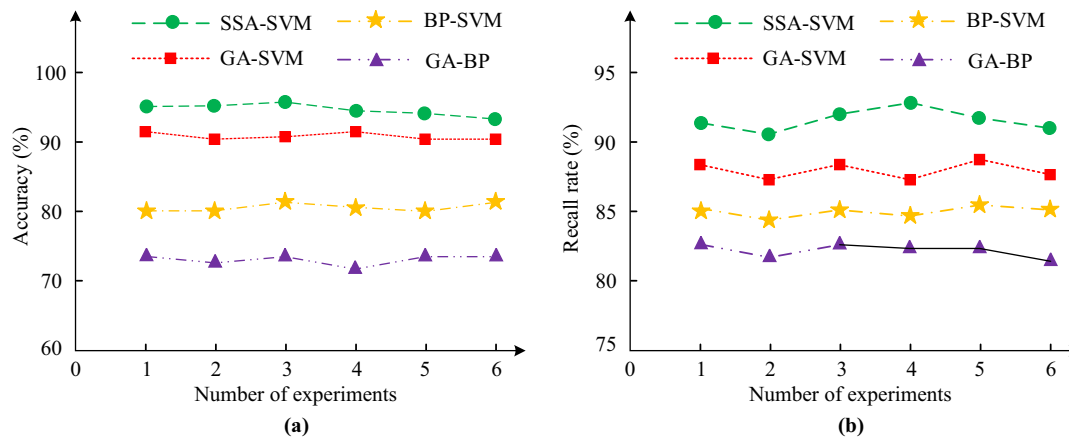 SSA-SVM
BP-SVM
GA-SVM
GA-BP
100
90
80
70
60
Accuracy (%)
0 1 2 3 4 5 6
Number of experiments
(a)
SSA-SVM
BP-SVM
GA-SVM
GA-BP
95
90
85
80
75
Recall rate (%)
0 1 2 3 4 5 6
Number of experiments
(b)